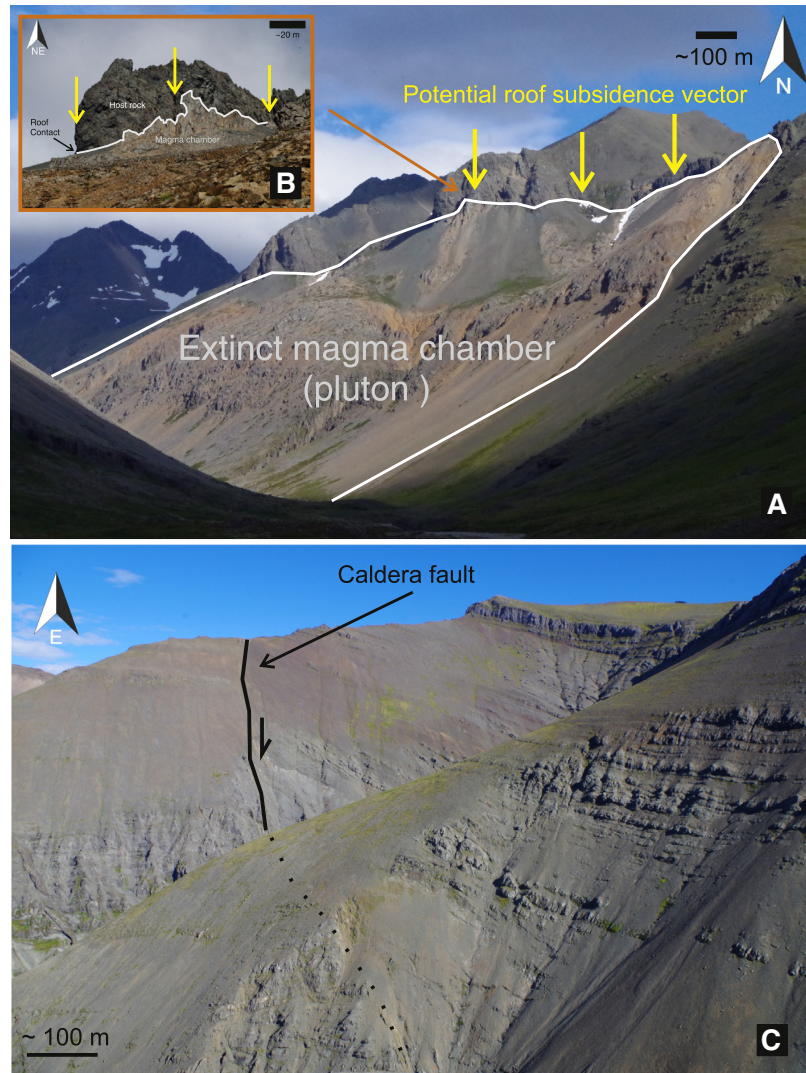 ~20 m
NE
Host rock
Roof
Contact
Magma chamber
B
~100 m
N
Potential roof subsidence vector
Extinct magma chamber
(pluton )
A
Caldera fault
E
~ 100 m
C